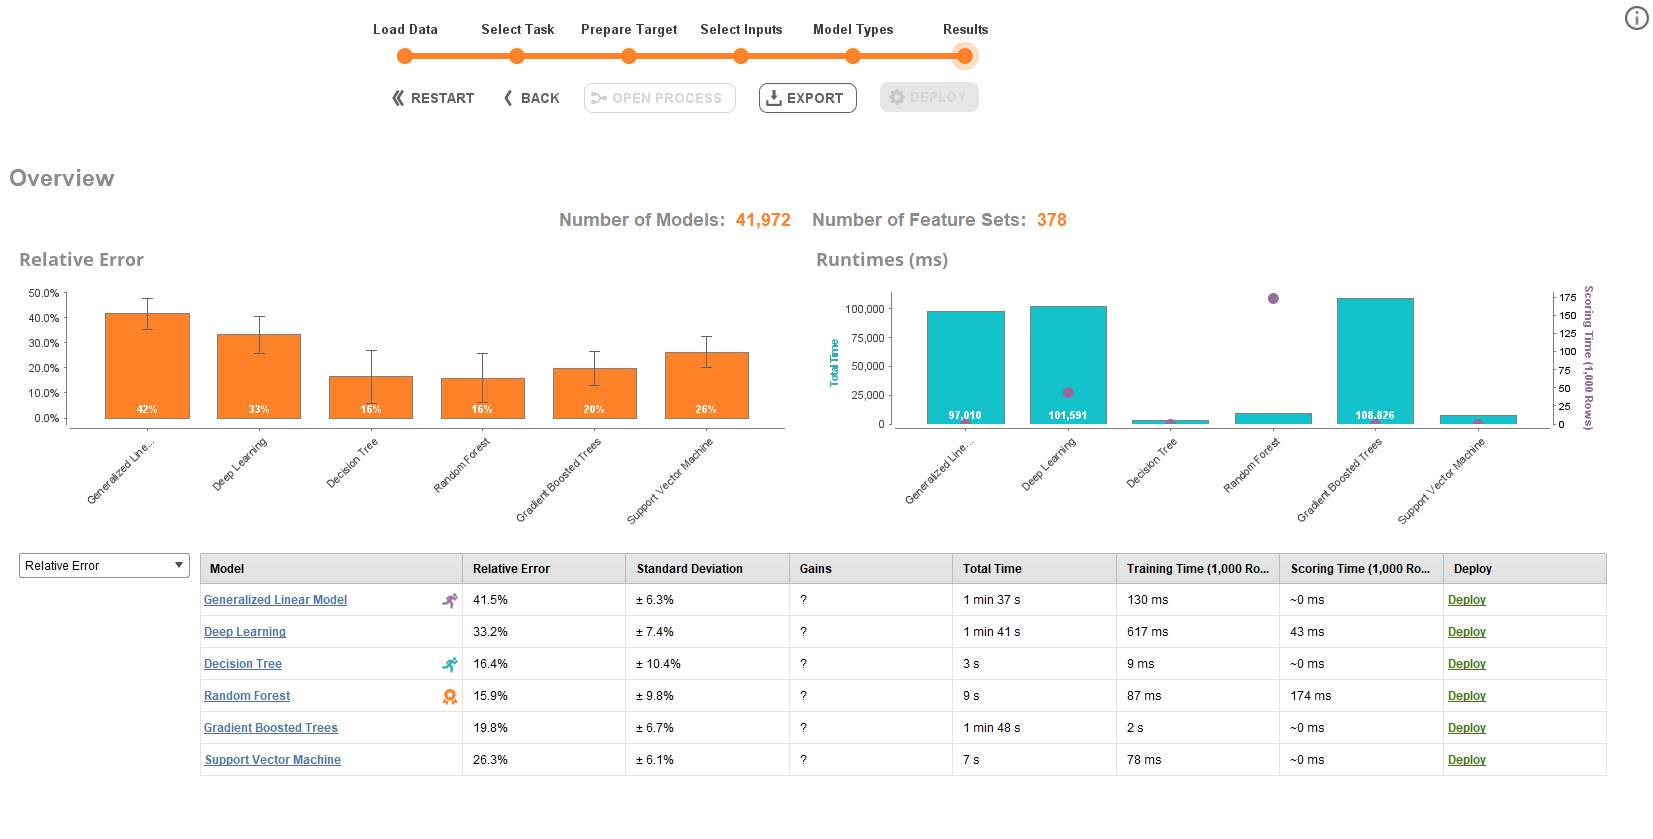 Load Data Select Task Prepare Target Select Inputs Model Types Results
RESTART BACK OPEN PROCESS EXPORT DEPLOY
Overview
Number of Models: 41,972 Number of Feature Sets: 378
Relative Error
50.0%
40.0%
30.0%
20.0%
10.0%
0.0%
42% 33% 16% 16% 20% 26%
Generalized Line... Deep Learning Decision Tree Random Forest Gradient Boosted Trees Support Vector Machine
Runtimes (ms)
Total Time
100,000
75,000
50,000
25,000
0
97,010 101,591 108.826
175
150
125
100
75
50
25
0
Scoring Time (1,000 Rows)
Generalized Line... Deep Learning Decision Tree Random Forest Gradient Boosted Trees Support Vector Machine
Relative Error
Model Relative Error Standard Deviation Gains Total Time Training Time (1,000 Ro... Scoring Time (1,000 Ro... Deploy
Generalized Linear Model 41.5% ± 6.3% ? 1 min 37 s 130 ms ~0 ms Deploy
Deep Learning 33.2% ± 7.4% ? 1 min 41 s 617 ms 43 ms Deploy
Decision Tree 16.4% ± 10.4% ? 3 s 9 ms ~0 ms Deploy
Random Forest 15.9% ± 9.8% ? 9 s 87 ms 174 ms Deploy
Gradient Boosted Trees 19.8% ± 6.7% ? 1 min 48 s 2 s ~0 ms Deploy
Support Vector Machine 26.3% ± 6.1% ? 7 s 78 ms ~0 ms Deploy